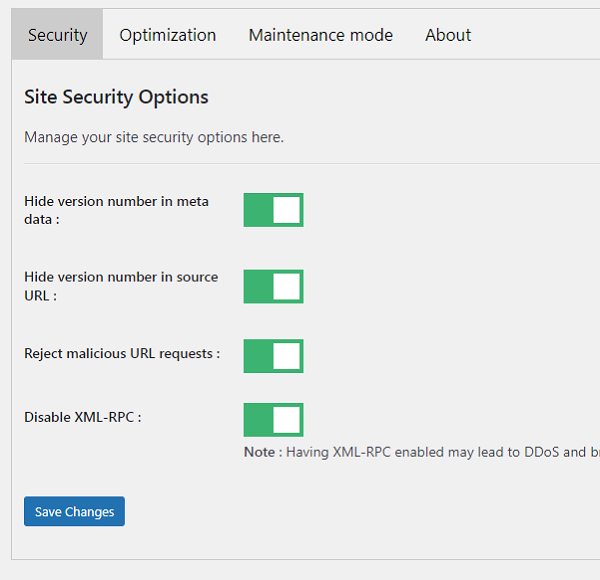 Security Optimization Maintenance mode About
Site Security Options
Manage your site security options here.
Hide version number in meta
data :
Hide version number in source
URL :
Reject malicious URL requests :
Disable XML-RPC :
Note : Having XML-RPC enabled may lead to DDoS and
Save Changes